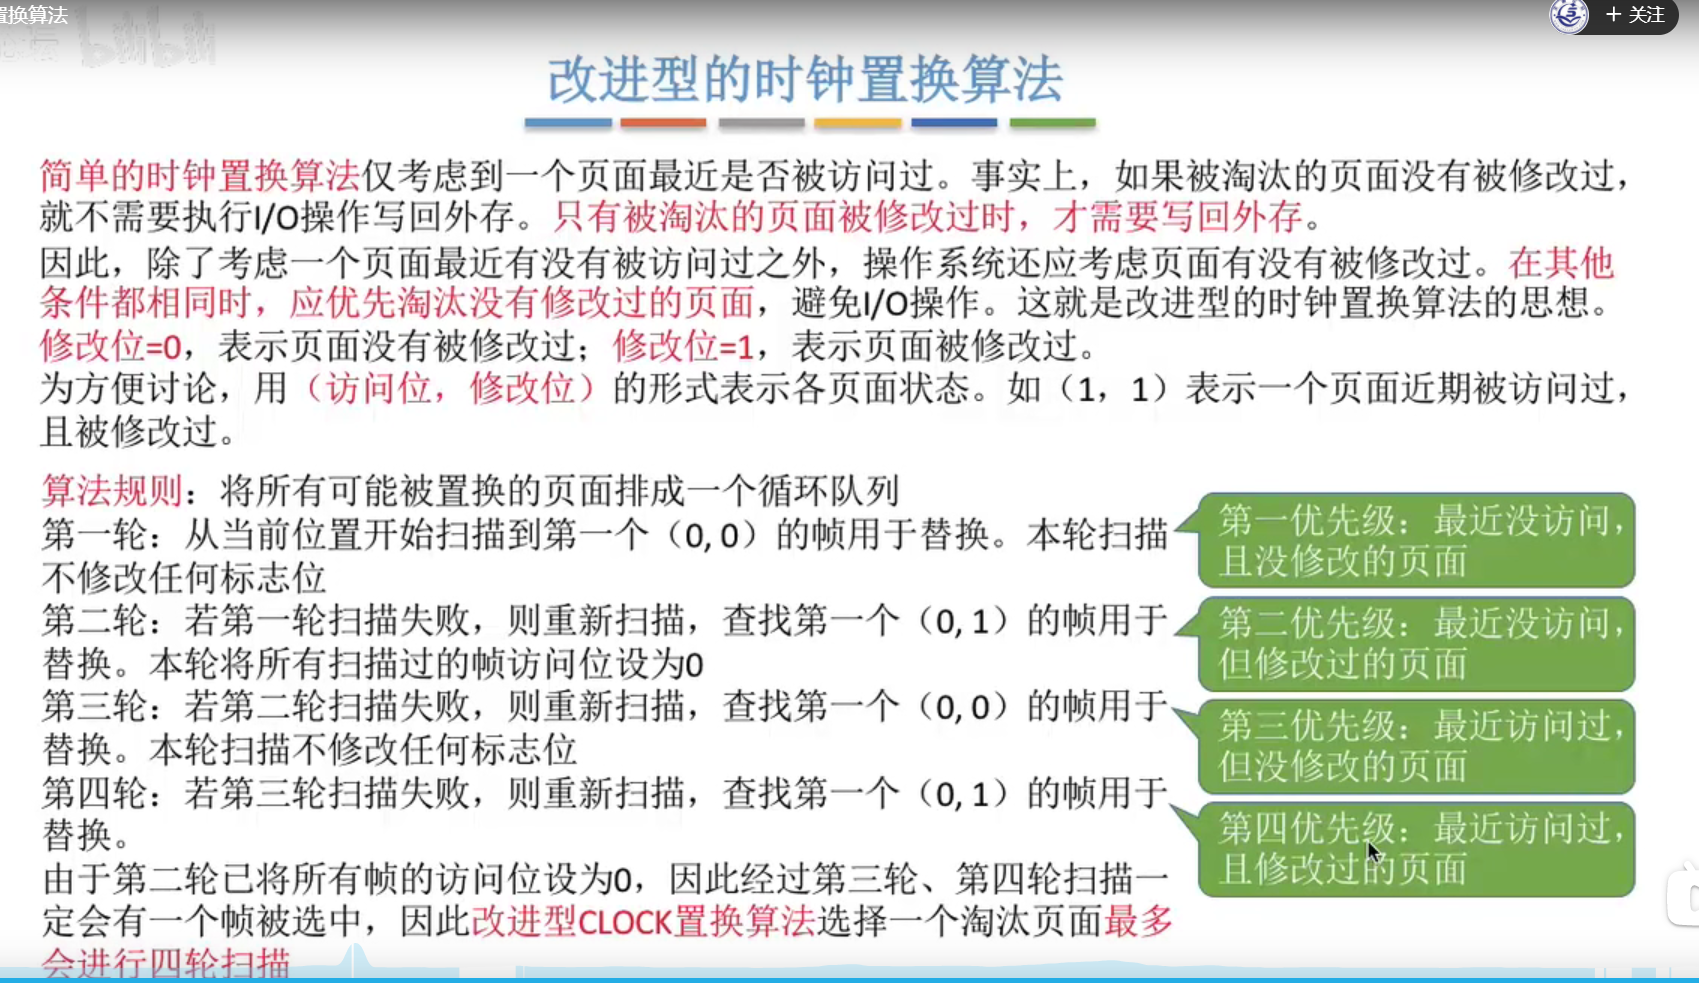 置换算法
+ 关注
bilibili
改进型的时钟置换算法
简单的时钟置换算法仅考虑到一个页面最近是否被访问过。事实上，如果被淘汰的页面没有被修改过，
就不需要执行I/O操作写回外存。只有被淘汰的页面被修改过时，才需要写回外存。
因此，除了考虑一个页面最近有没有被访问过之外，操作系统还应考虑页面有没有被修改过。在其他
条件都相同时，应优先淘汰没有修改过的页面，避免I/O操作。这就是改进型的时钟置换算法的思想。
修改位=0，表示页面没有被修改过；修改位=1，表示页面被修改过。
为方便讨论，用（访问位，修改位）的形式表示各页面状态。如（1，1）表示一个页面近期被访问过，
且被修改过。
算法规则：将所有可能被置换的页面排成一个循环队列
第一轮：从当前位置开始扫描到第一个（0, 0）的帧用于替换。本轮扫描
不修改任何标志位
第二轮：若第一轮扫描失败，则重新扫描，查找第一个（0, 1）的帧用于
替换。本轮将所有扫描过的帧访问位设为0
第三轮：若第二轮扫描失败，则重新扫描，查找第一个（0, 0）的帧用于
替换。本轮扫描不修改任何标志位
第四轮：若第三轮扫描失败，则重新扫描，查找第一个（0, 1）的帧用于
替换。
由于第二轮已将所有帧的访问位设为0，因此经过第三轮、第四轮扫描一
定会有一个帧被选中，因此改进型CLOCK置换算法选择一个淘汰页面最多
会进行四轮扫描
第一优先级：最近没访问，
且没修改的页面
第二优先级：最近没访问，
但修改过的页面
第三优先级：最近访问过，
但没修改的页面
第四优先级：最近访问过，
且修改过的页面